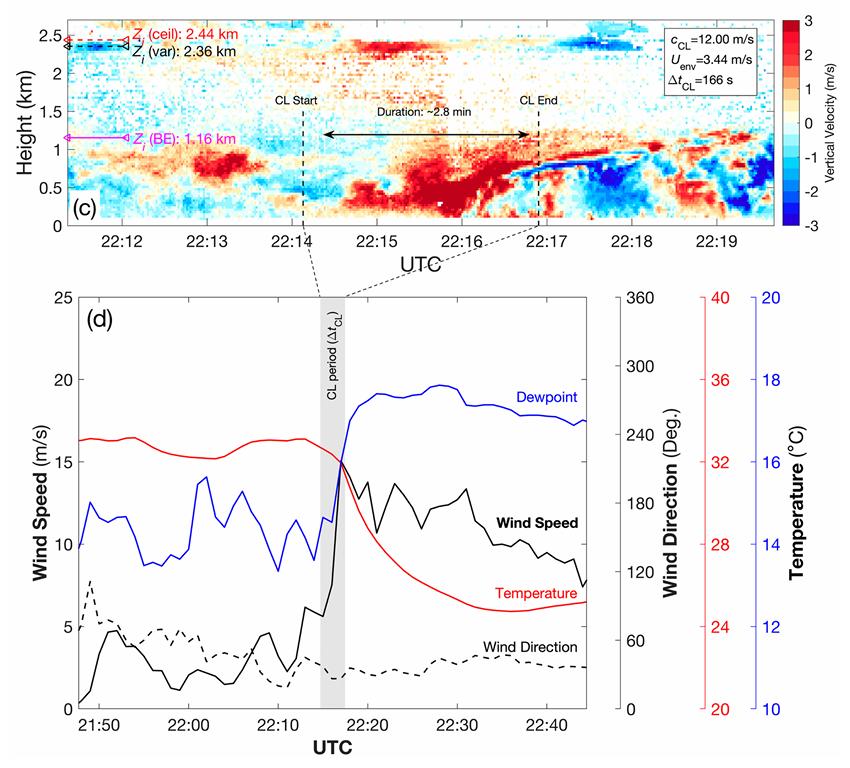 Z_i (ceil): 2.44 km
Z_i (var): 2.36 km
Z_i (BE): 1.16 km
CL Start
CL End
Duration: ~2.8 min
c_CL=12.00 m/s
U_env=3.44 m/s
Δt_CL=166 s
2.5
2
1.5
1
0.5
0
Height (km)
(c)
22:12 22:13 22:14 22:15 22:16 22:17 22:18 22:19
UTC
3
2
1
0
-1
-2
-3
Vertical Velocity (m/s)
(d)
25
20
15
10
5
0
Wind Speed (m/s)
CL period (Δt_CL)
Dewpoint
Wind Speed
Temperature
Wind Direction
21:50 22:00 22:10 22:20 22:30 22:40
UTC
360
300
240
180
120
60
0
Wind Direction (Deg.)
40
36
32
28
24
20
20
18
16
14
12
10
Temperature (°C)